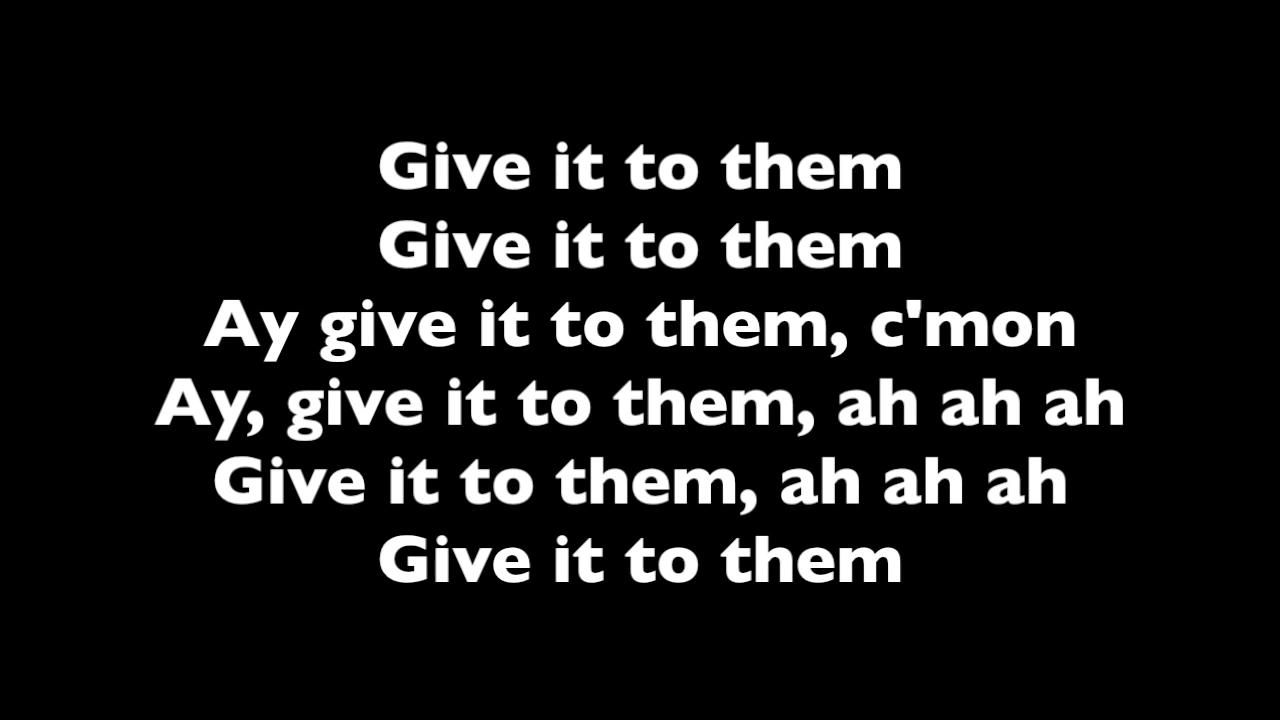 Give it to them
Give it to them
Ay give it to them, c'mon
Ay, give it to them, ah ah ah
Give it to them, ah ah ah
Give it to them